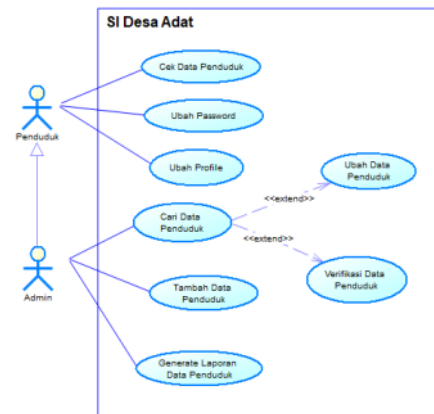 SI Desa Adat
Cek Data Penduduk
Ubah Password
Penduduk
Ubah Profile
Ubah Data
Penduduk
<<extend>>
Cari Data
Penduduk
<<extend>>
Verifikasi Data
Penduduk
Admin
Tambah Data
Penduduk
Generate Laporan
Data Penduduk